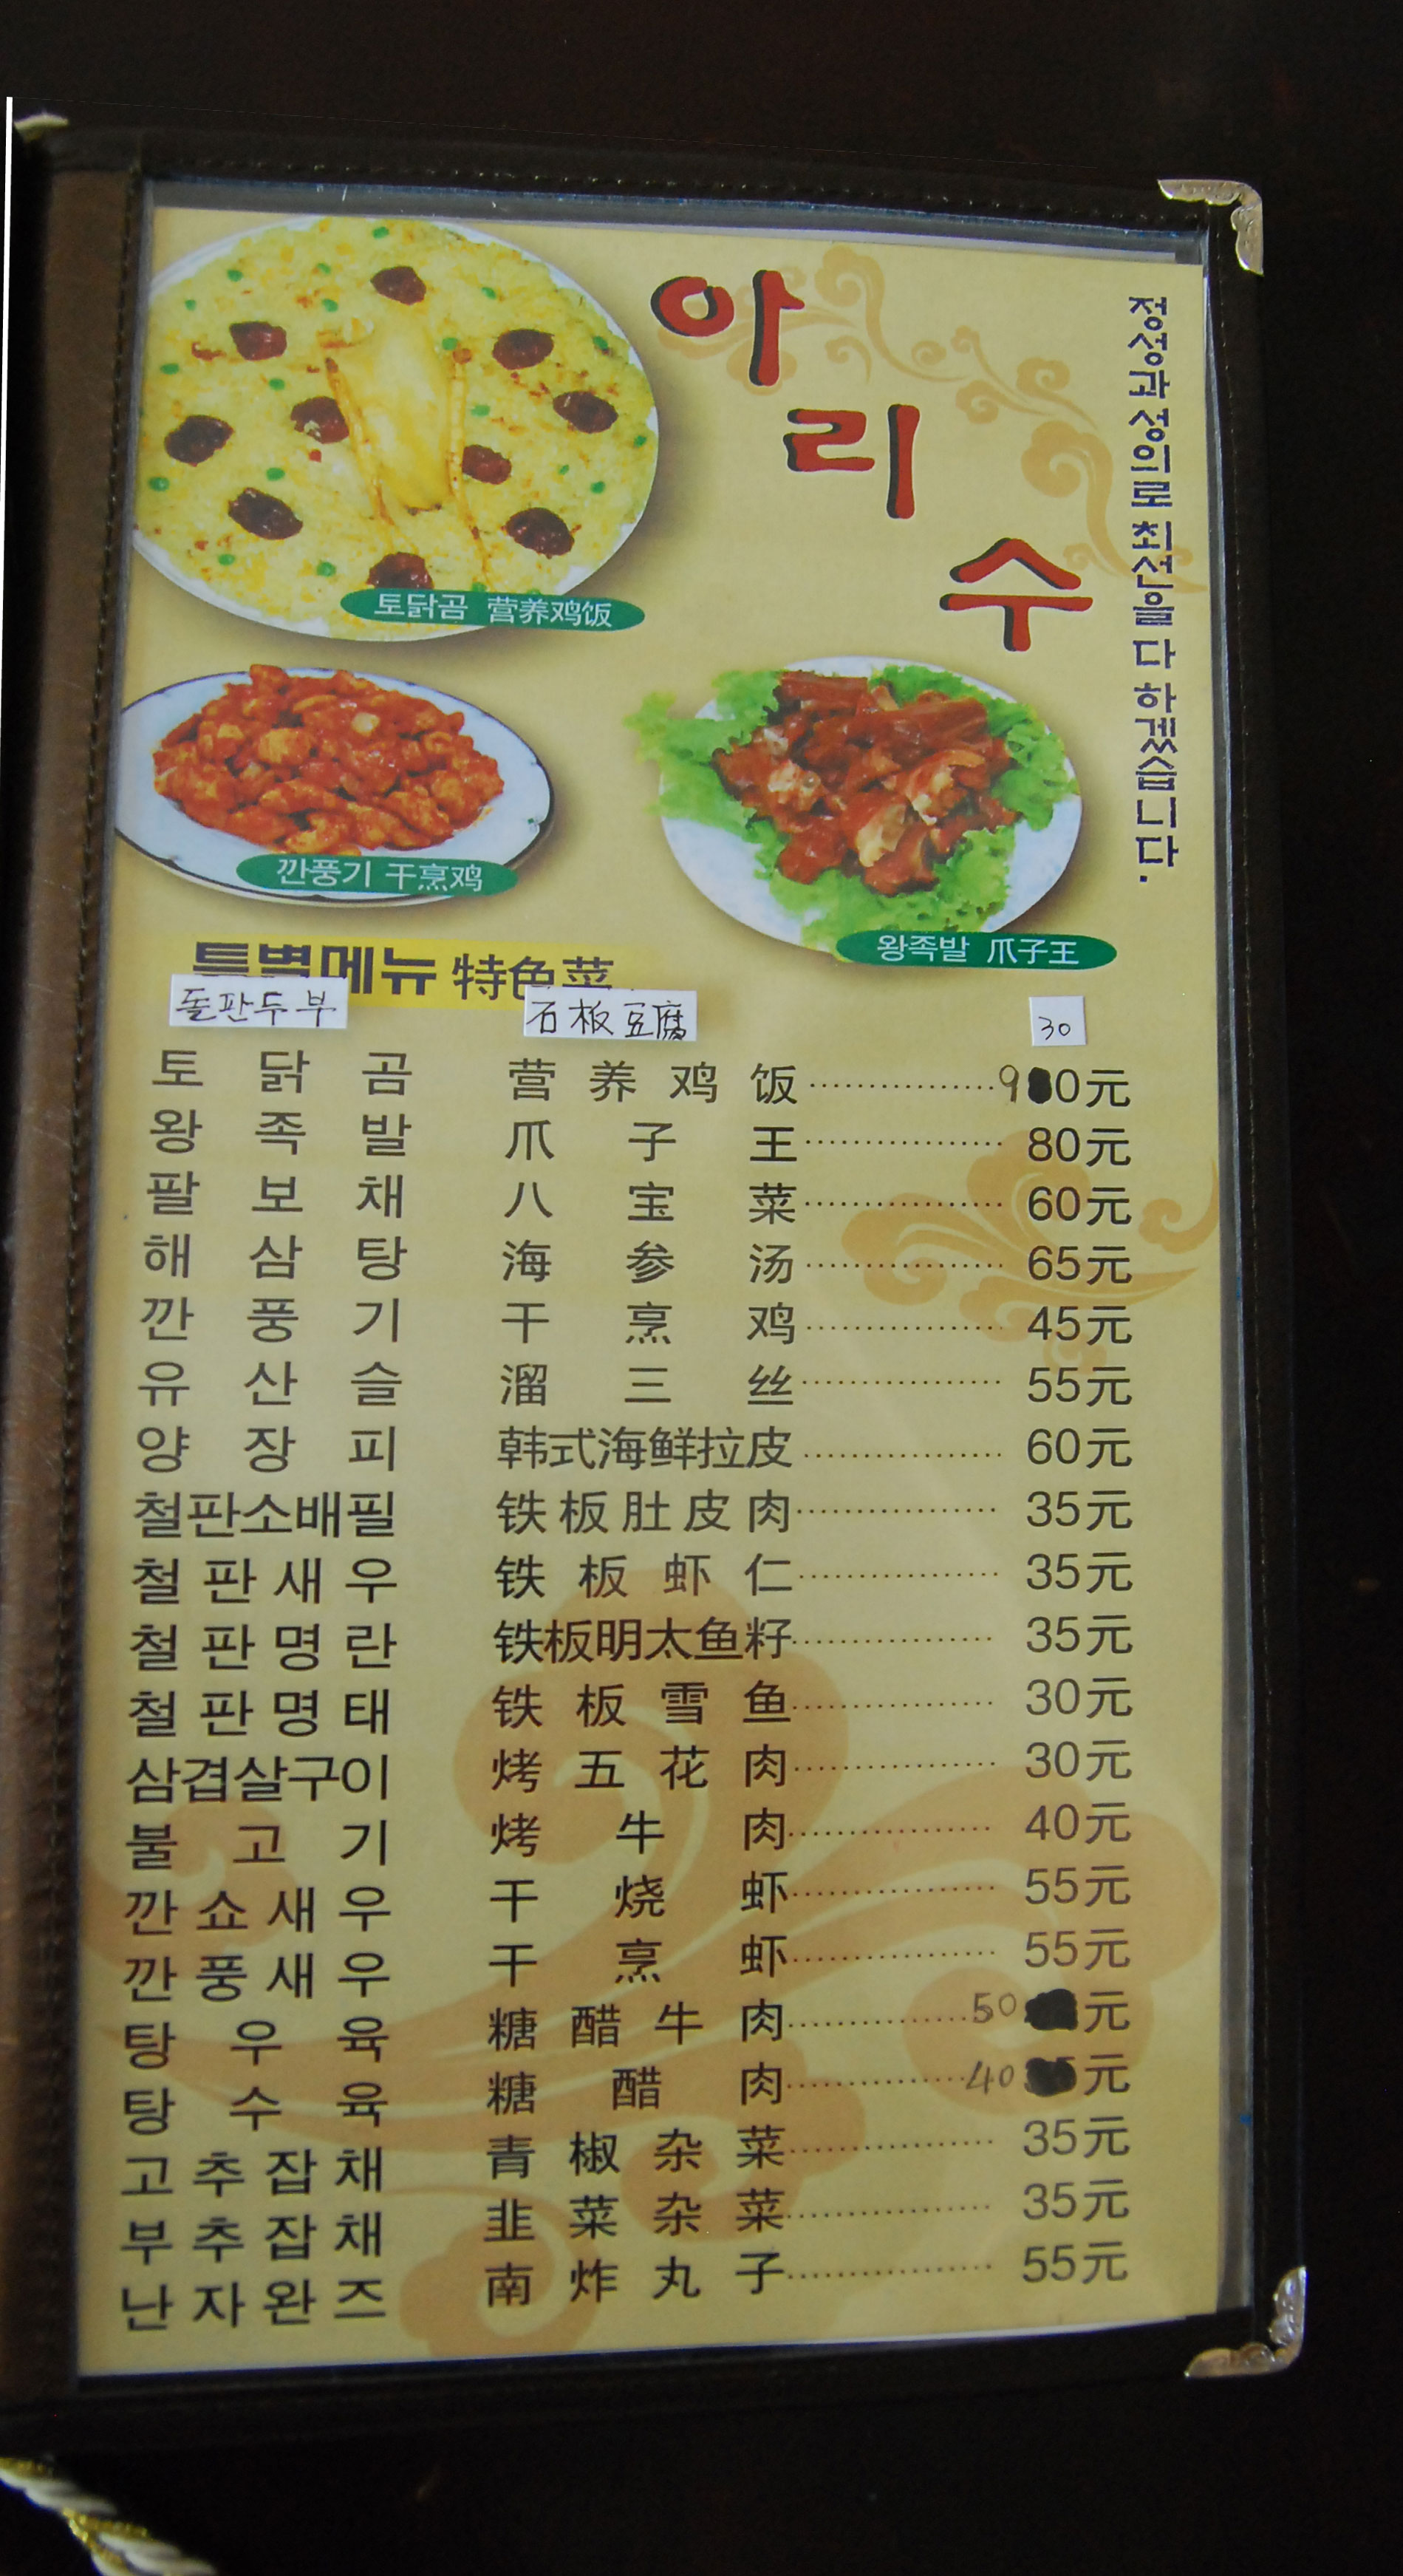 아리수
정성과 성의로 최선을 다 하겠습니다.
토닭곰 营养鸡饭
깐풍기 干烹鸡
왕족발 爪子王
특별메뉴 特色菜
돌판두부 石板豆腐 30
토닭곰 营养鸡饭 90元
왕족발 爪子王 80元
팔보채 八宝菜 60元
해삼탕 海参汤 65元
깐풍기 干烹鸡 45元
유산슬 溜三丝 55元
양장피 韩式海鲜拉皮 60元
철판소배필 铁板肚皮肉 35元
철판새우 铁板虾仁 35元
철판명란 铁板明太鱼籽 35元
철판명태 铁板雪鱼 30元
삼겹살구이 烤五花肉 30元
불고기 烤牛肉 40元
깐쇼새우 干烧虾 55元
깐풍새우 干烹虾 55元
탕우육 糖醋牛肉 50元
탕수육 糖醋肉 40元
고추잡채 青椒杂菜 35元
부추잡채 韭菜杂菜 35元
난자완즈 南炸丸子 55元